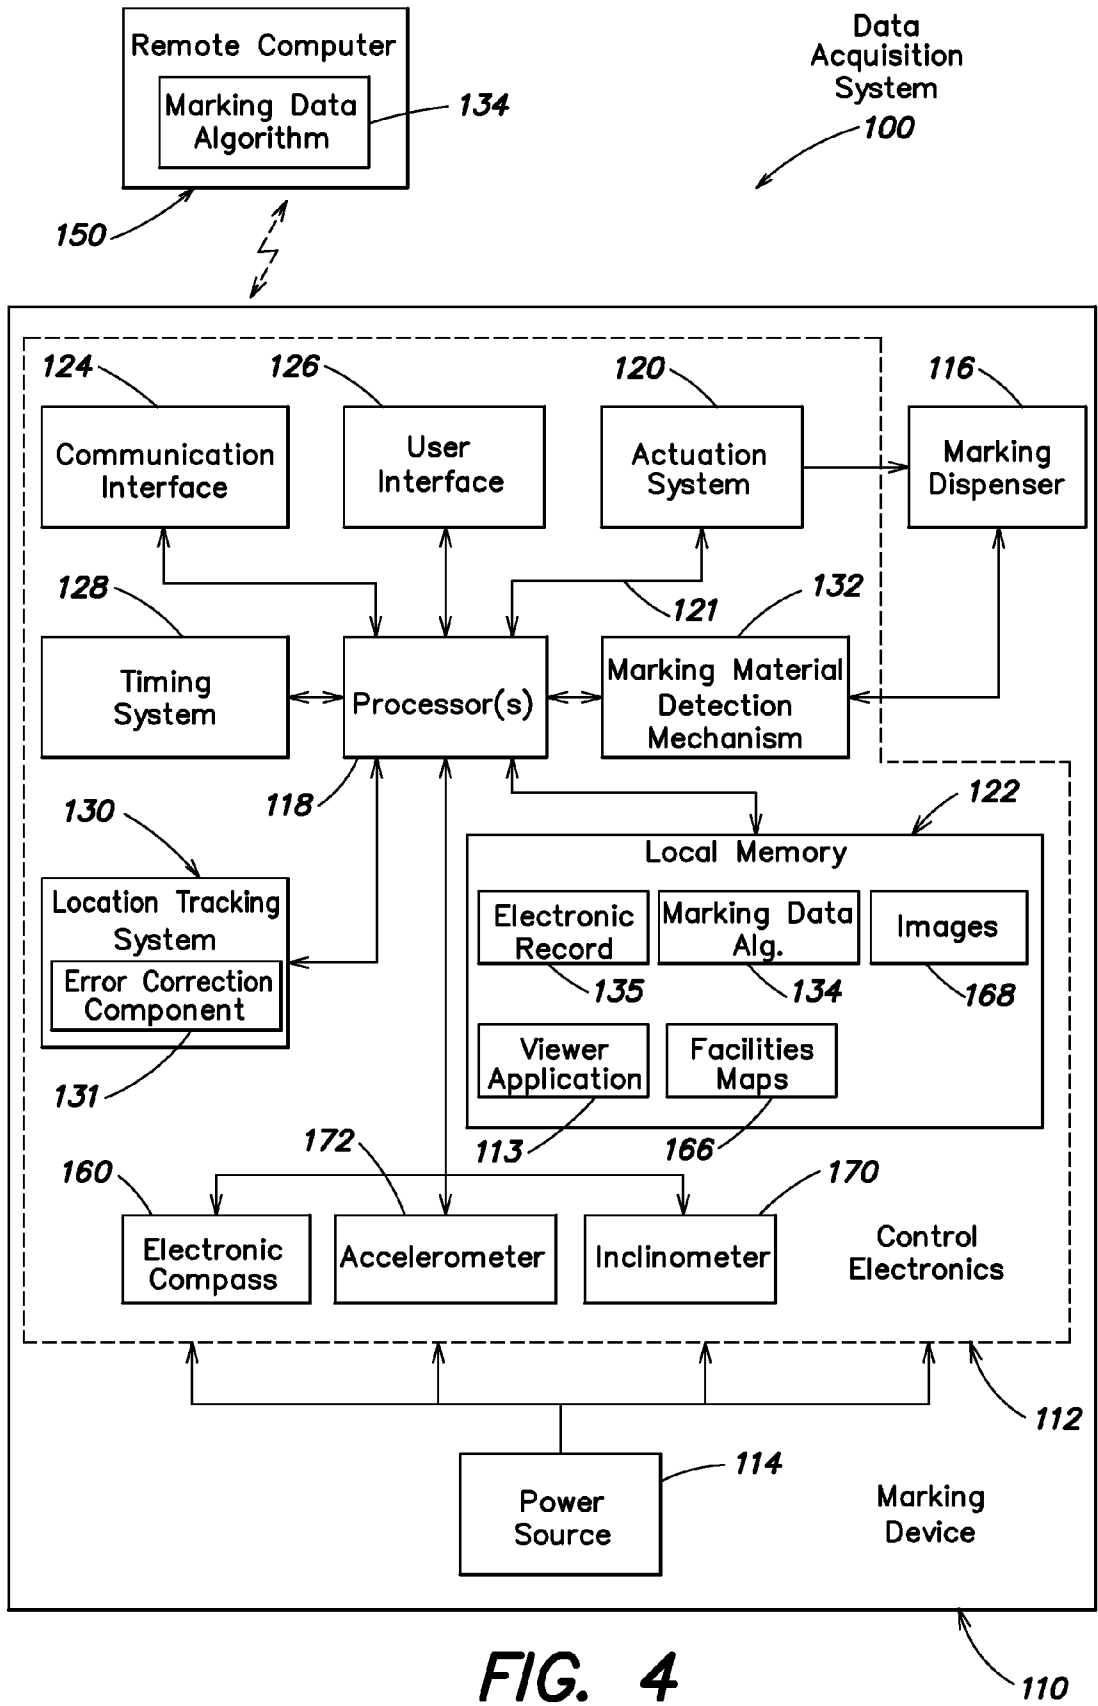 Remote Computer
Marking Data
Algorithm
134
150
Data
Acquisition
System
100
124
126
120
116
Communication
Interface
User
Interface
Actuation
System
Marking
Dispenser
128
121
132
Timing
System
Processor(s)
Marking Material
Detection
Mechanism
118
130
122
Location Tracking
System
Error Correction
Component
131
Local Memory
Electronic
Record
135
Marking Data
Alg.
134
Images
168
Viewer
Application
113
Facilities
Maps
166
160
172
170
Electronic
Compass
Accelerometer
Inclinometer
Control
Electronics
112
114
Power
Source
Marking
Device
110
FIG. 4